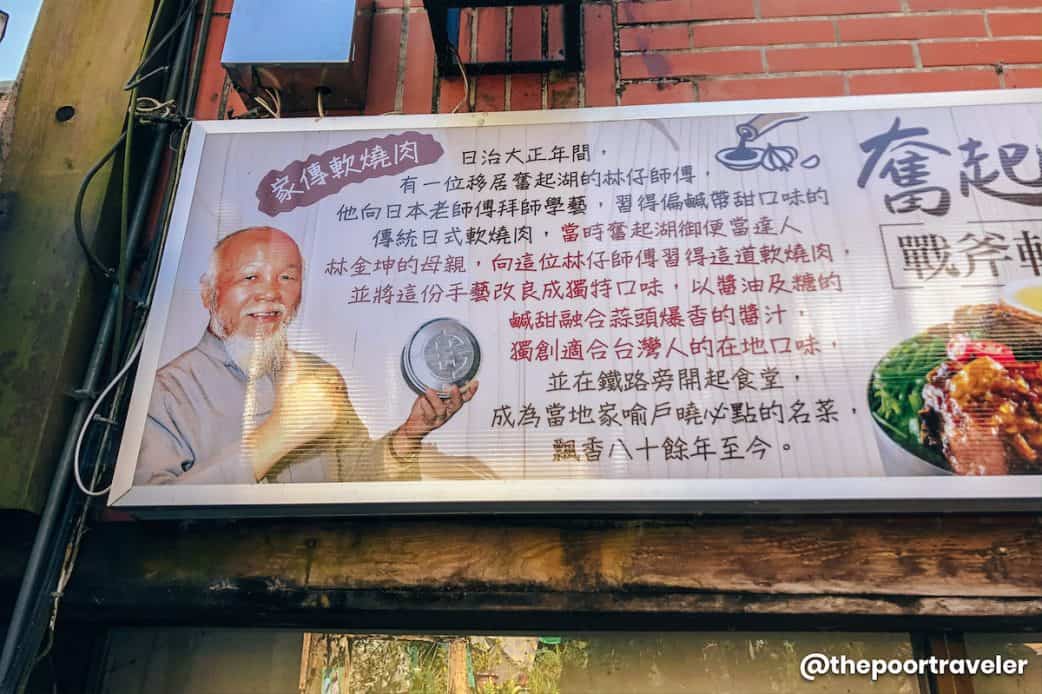 家傳軟燒肉
日治大正年間，
有一位移居奮起湖的林仔師傅，
他向日本老師傅拜師學藝，習得偏鹹帶甜口味的
傳統日式軟燒肉，當時奮起湖御便當達人
林金坤的母親，向這位林仔師傅習得這道軟燒肉，
並將這份手藝改良成獨特口味，以醬油及糖的
鹹甜融合蒜頭爆香的醬汁，
獨創適合台灣人的在地口味，
並在鐵路旁開起食堂，
成為當地家喻戶曉必點的名菜，
飄香八十餘年至今。
奮起
戰斧
@thepoortraveler